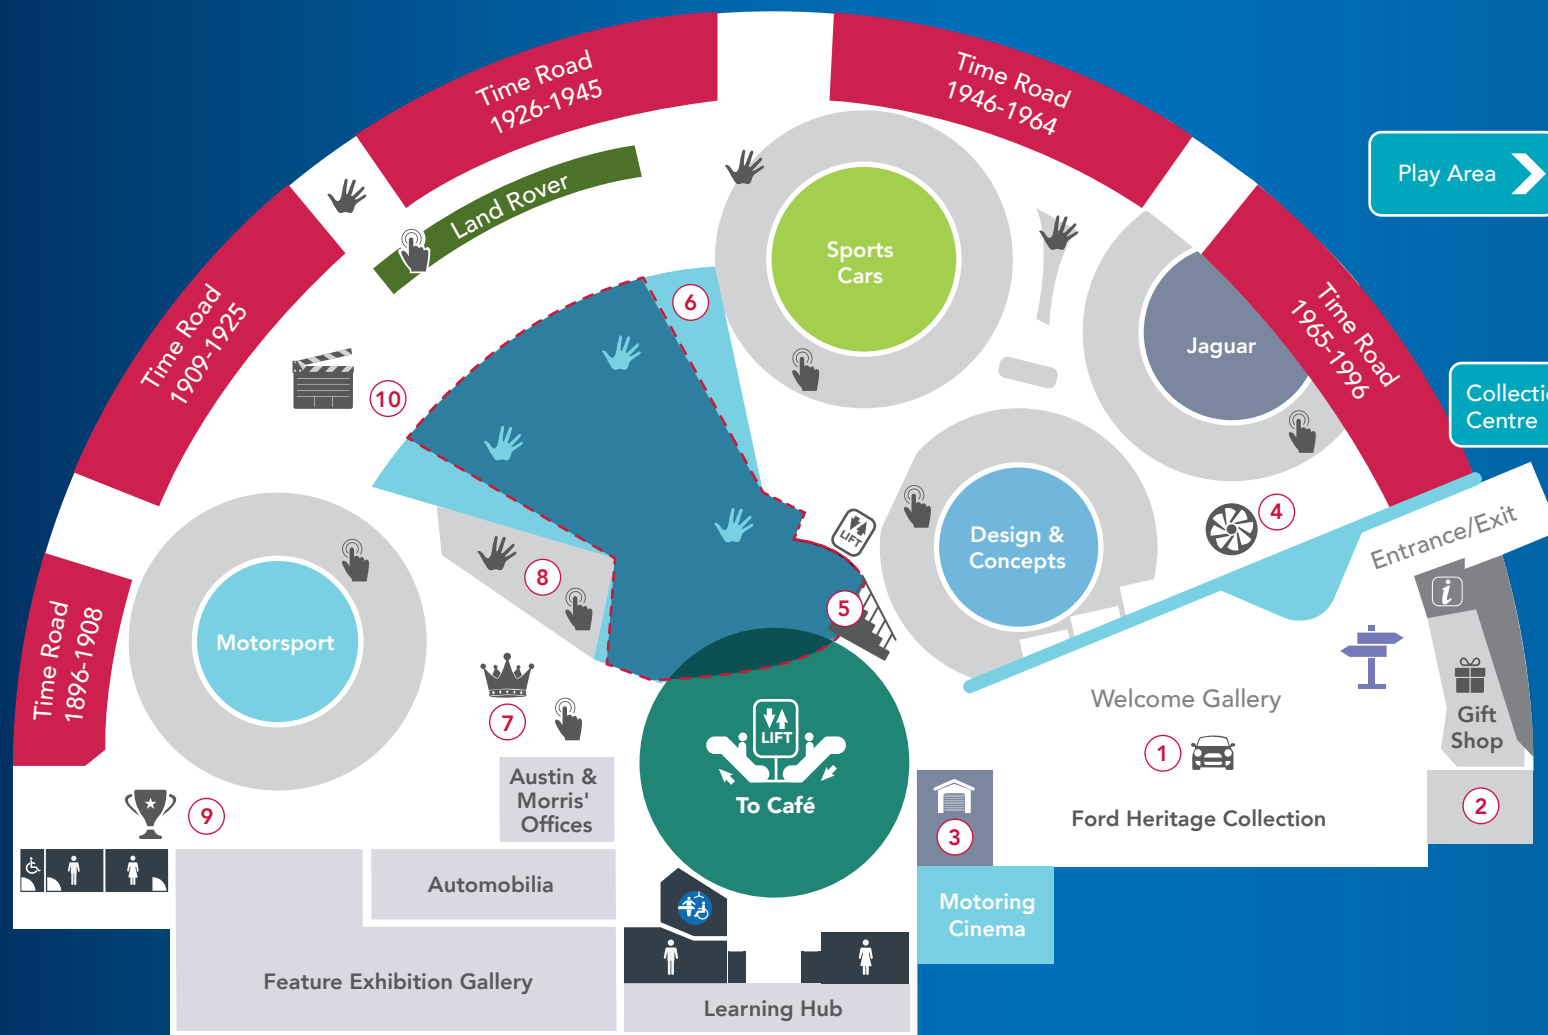 Time Road
1926-1945
Time Road
1946-1964
Play Area
Land Rover
Sports
Cars
Time Road
1909-1925
6
Jaguar
Time Road
1965-1996
10
Collectio
Centre
4
LIFT
Design &
Concepts
Entrance/Exit
8
5
i
Time Road
1896-1908
Motorsport
Welcome Gallery
7
LIFT
Gift
Shop
1
Austin &
Morris'
Offices
To Café
9
Ford Heritage Collection
2
3
Automobilia
Motoring
Cinema
Feature Exhibition Gallery
Learning Hub